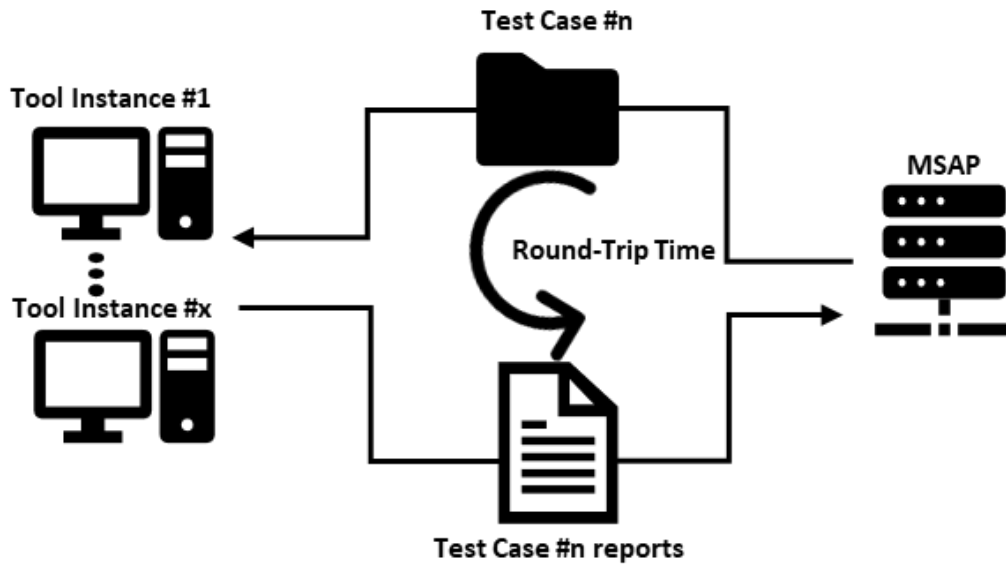 Test Case #n
Tool Instance #1
MSAP
Round-Trip Time
Tool Instance #x
Test Case #n reports